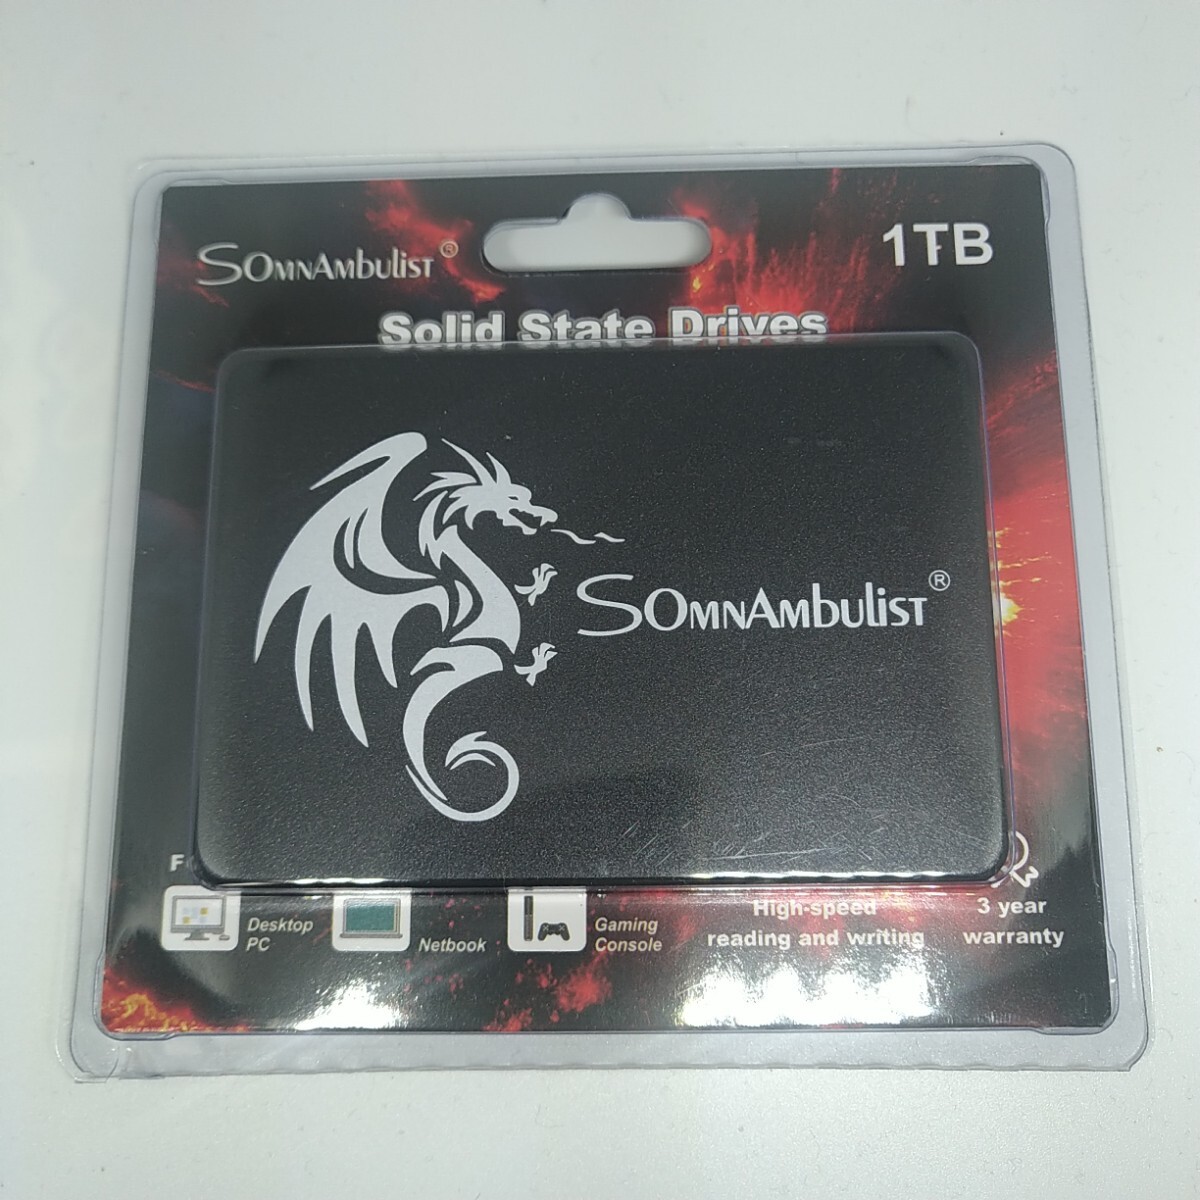 SOMNAMBULIST®
1TB
Solid State Drives
SOMNAMBULIST®
Desktop
PC
Netbook
Gaming
Console
High-speed
reading and writing
3 year
warranty